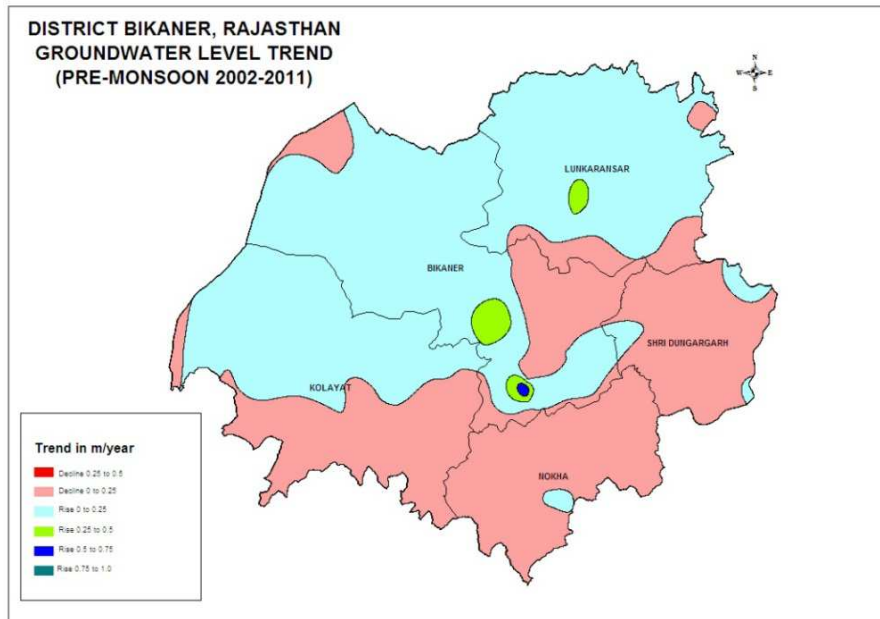 DISTRICT BIKANER, RAJASTHAN
GROUNDWATER LEVEL TREND
(PRE-MONSOON 2002-2011)
N
W E
S
LUNKARANSAR
BIKANER
SHRI DUNGARGARH
KOLAYAT
NOKHA
Trend in m/year
Decline 0.25 to 0.5
Decline 0 to 0.25
Rise 0 to 0.25
Rise 0.25 to 0.5
Rise 0.5 to 0.75
Rise 0.75 to 1.0